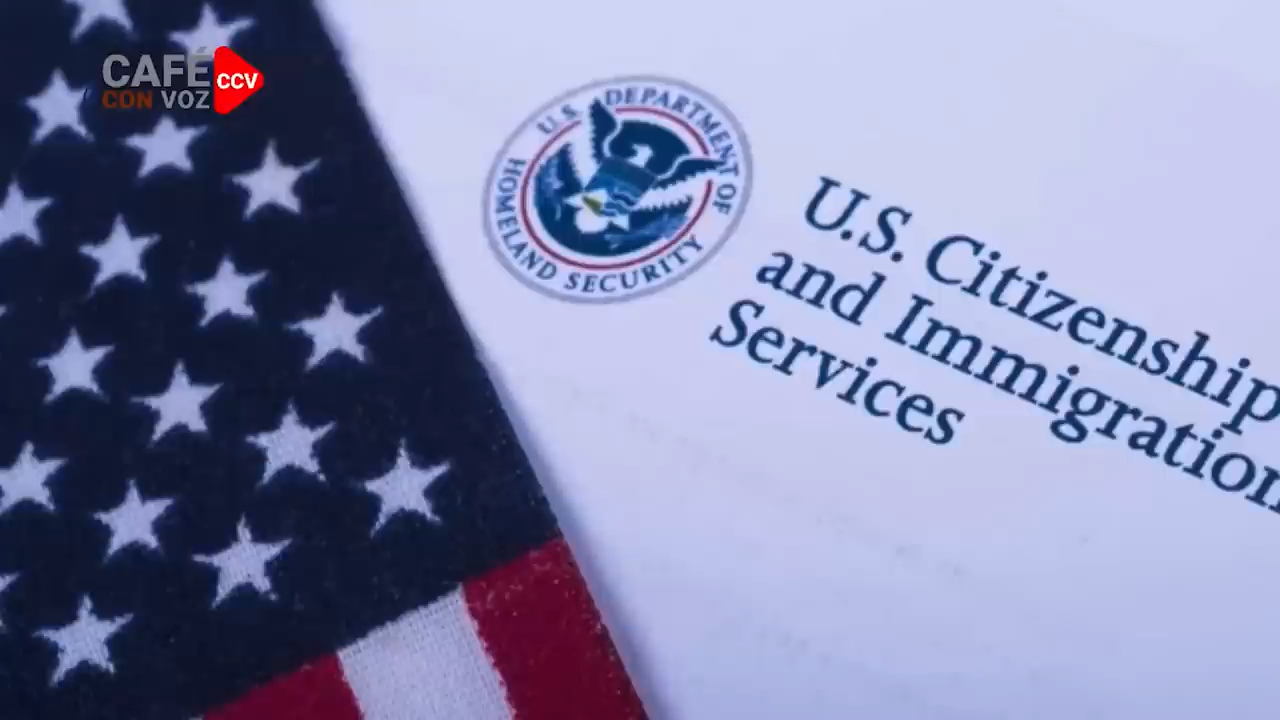 CAFÉ
CON VOZ
CCV
U.S. DEPARTMENT OF
HOMELAND SECURITY
U.S. Citizenship
and Immigration
Services